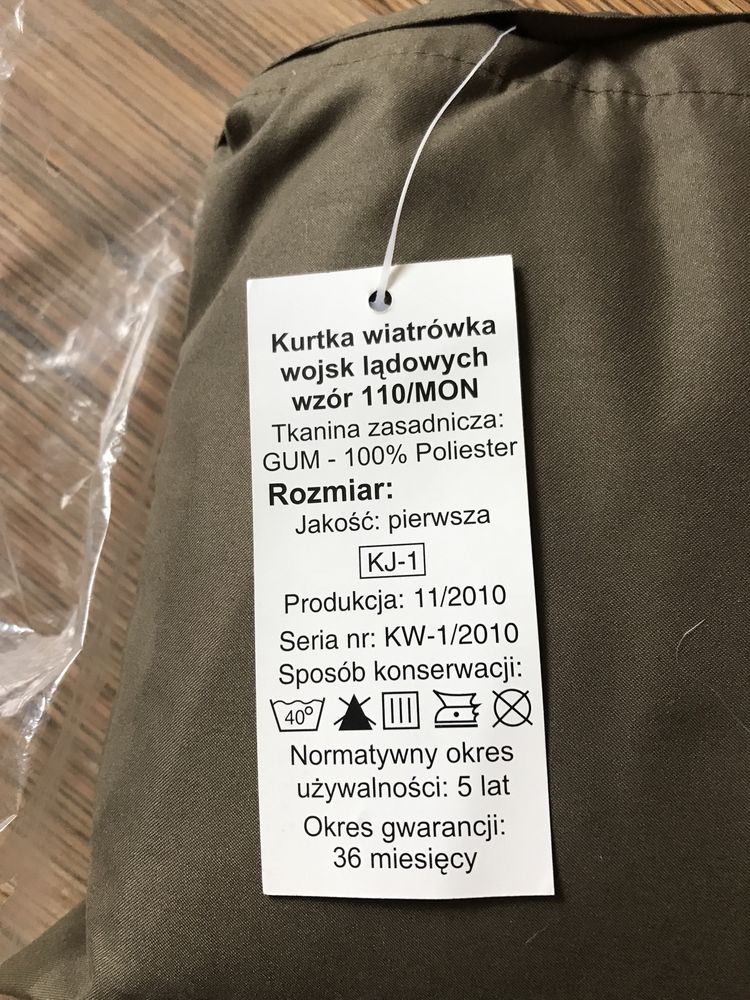 Kurtka wiatrówka
wojsk lądowych
wzór 110/MON
Tkanina zasadnicza:
GUM - 100% Poliester
Rozmiar:
Jakość: pierwsza
KJ-1
Produkcja: 11/2010
Seria nr: KW-1/2010
Sposób konserwacji:
40°
Normatywny okres
używalności: 5 lat
Okres gwarancji:
36 miesięcy